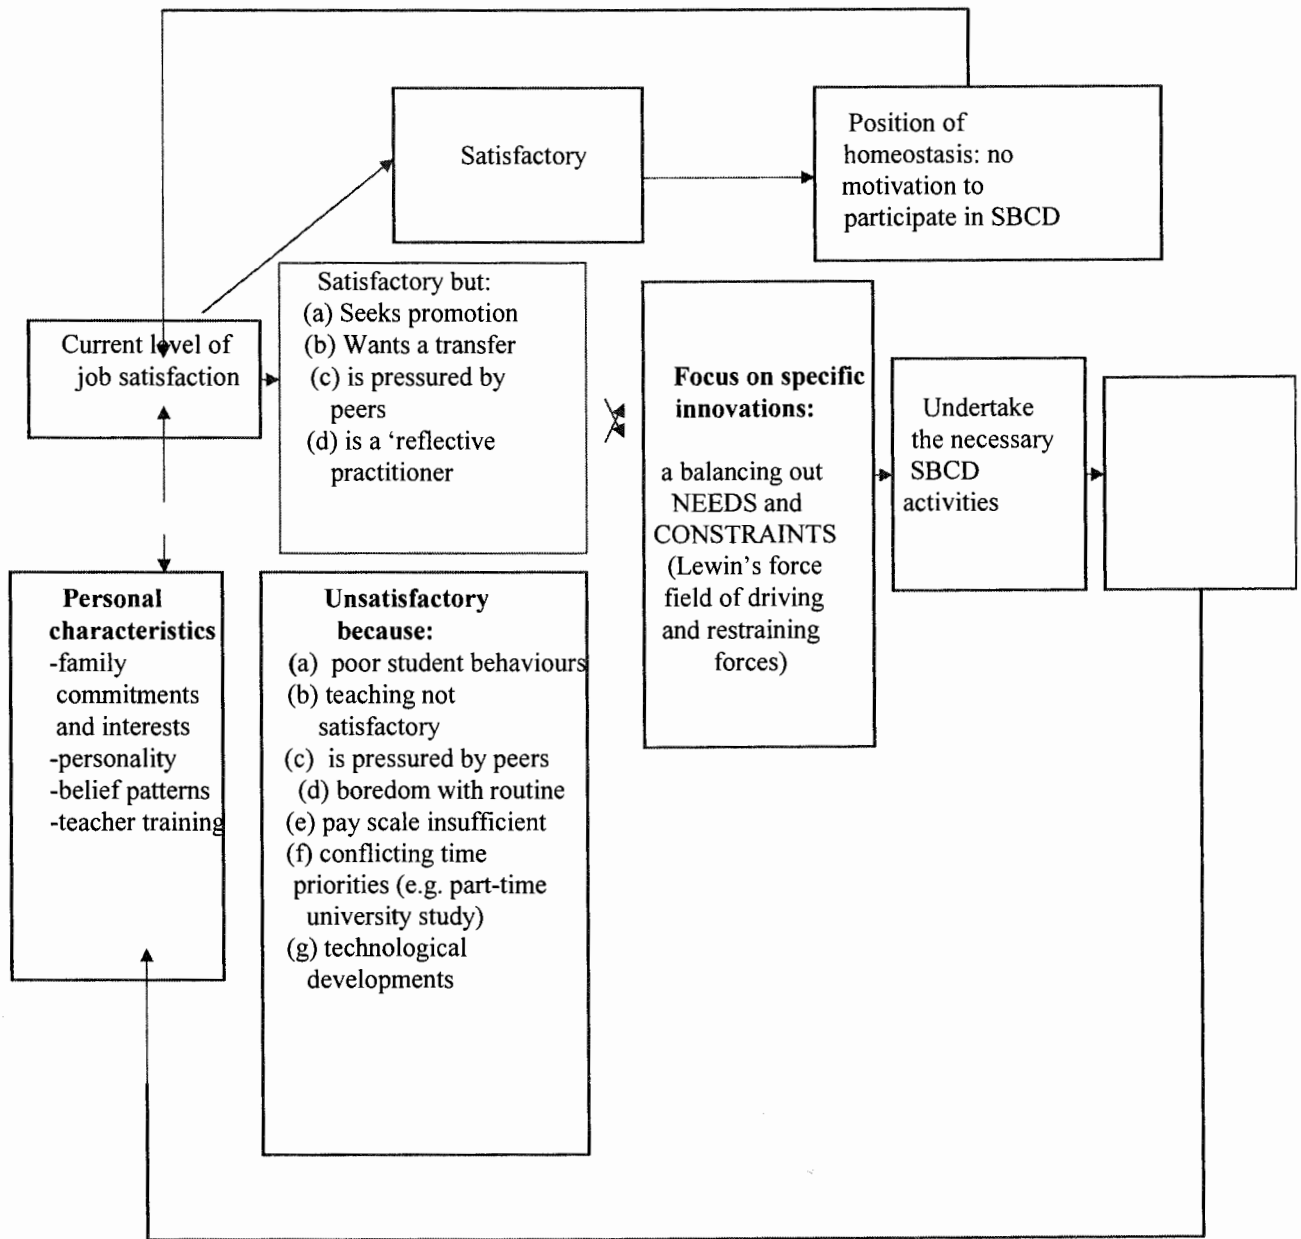 Satisfactory
Position of
homeostasis: no
motivation to
participate in SBCD
Current level of
job satisfaction
Satisfactory but:
(a) Seeks promotion
(b) Wants a transfer
(c) is pressured by
peers
(d) is a ‘reflective
practitioner
Focus on specific
innovations:
a balancing out
NEEDS and
CONSTRAINTS
(Lewin’s force
field of driving
and restraining
forces)
Undertake
the necessary
SBCD
activities
Personal
characteristics
-family
commitments
and interests
-personality
-belief patterns
-teacher training
Unsatisfactory
because:
(a) poor student behaviours
(b) teaching not
satisfactory
(c) is pressured by peers
(d) boredom with routine
(e) pay scale insufficient
(f) conflicting time
priorities (e.g. part-time
university study)
(g) technological
developments